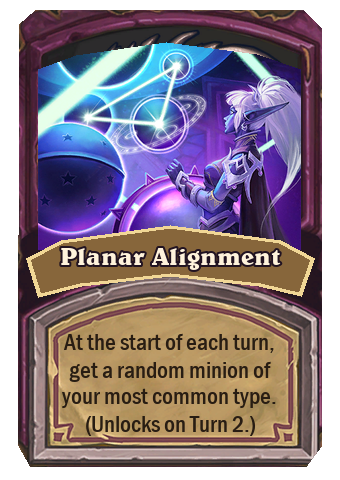 Planar Alignment
At the start of each turn,
get a random minion of
your most common type.
(Unlocks on Turn 2.)